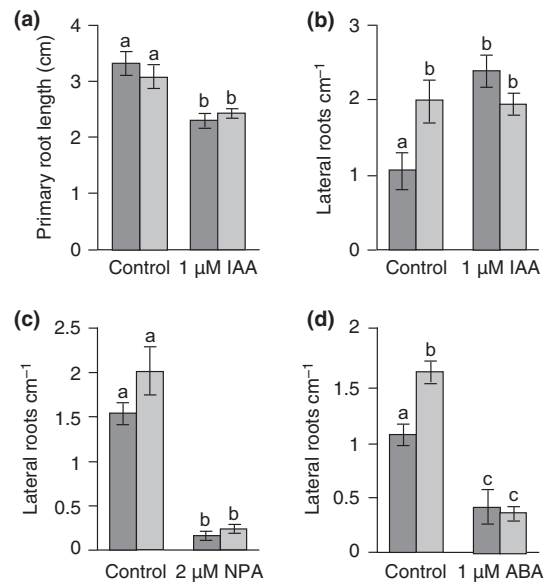 (a)
Primary root length (cm)
4
3
2
1
0
a
a
b
b
Control 1 µM IAA
(b)
Lateral roots cm⁻¹
3
2
1
0
a
b
b
b
Control 1 µM IAA
(c)
Lateral roots cm⁻¹
2.5
2
1.5
1
0.5
0
a
a
b
b
Control 2 µM NPA
(d)
Lateral roots cm⁻¹
2
1.5
1
0.5
0
a
b
c
c
Control 1 µM ABA